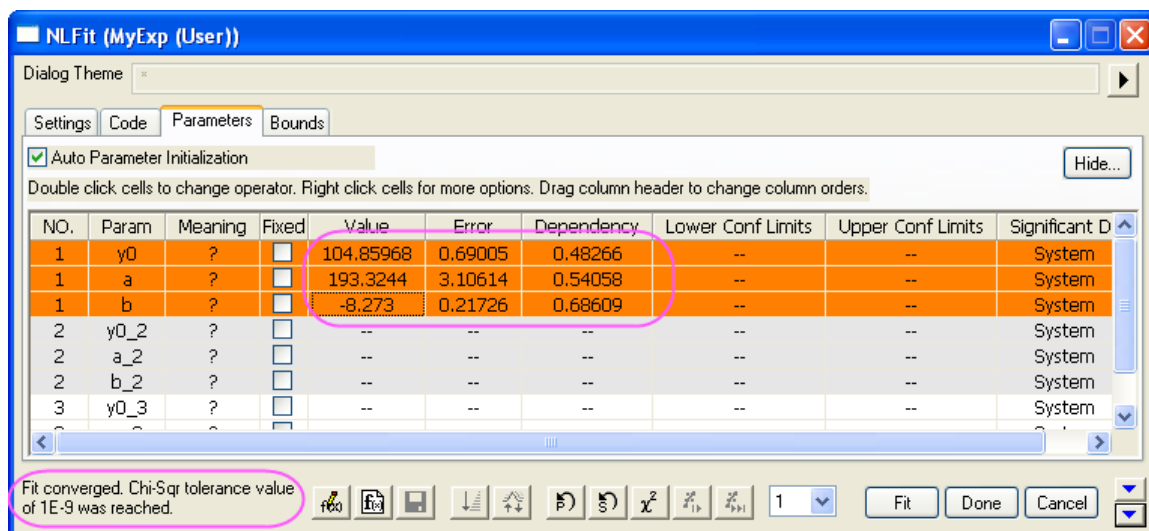 NLFit (MyExp (User))
Dialog Theme *
Settings Code Parameters Bounds
Auto Parameter Initialization Hide...
Double click cells to change operator. Right click cells for more options. Drag column header to change column orders.
NO. Param Meaning Fixed Value Error Dependency Lower Conf Limits Upper Conf Limits Significant D
1 y0 ? 104.85968 0.69005 0.48266 -- -- System
1 a ? 193.3244 3.10614 0.54058 -- -- System
1 b ? -8.273 0.21726 0.68609 -- -- System
2 y0_2 ? -- -- -- -- -- System
2 a_2 ? -- -- -- -- -- System
2 b_2 ? -- -- -- -- -- System
3 y0_3 ? -- -- -- -- -- System
Fit converged. Chi-Sqr tolerance value
of 1E-9 was reached.
χ² 1 Fit Done Cancel